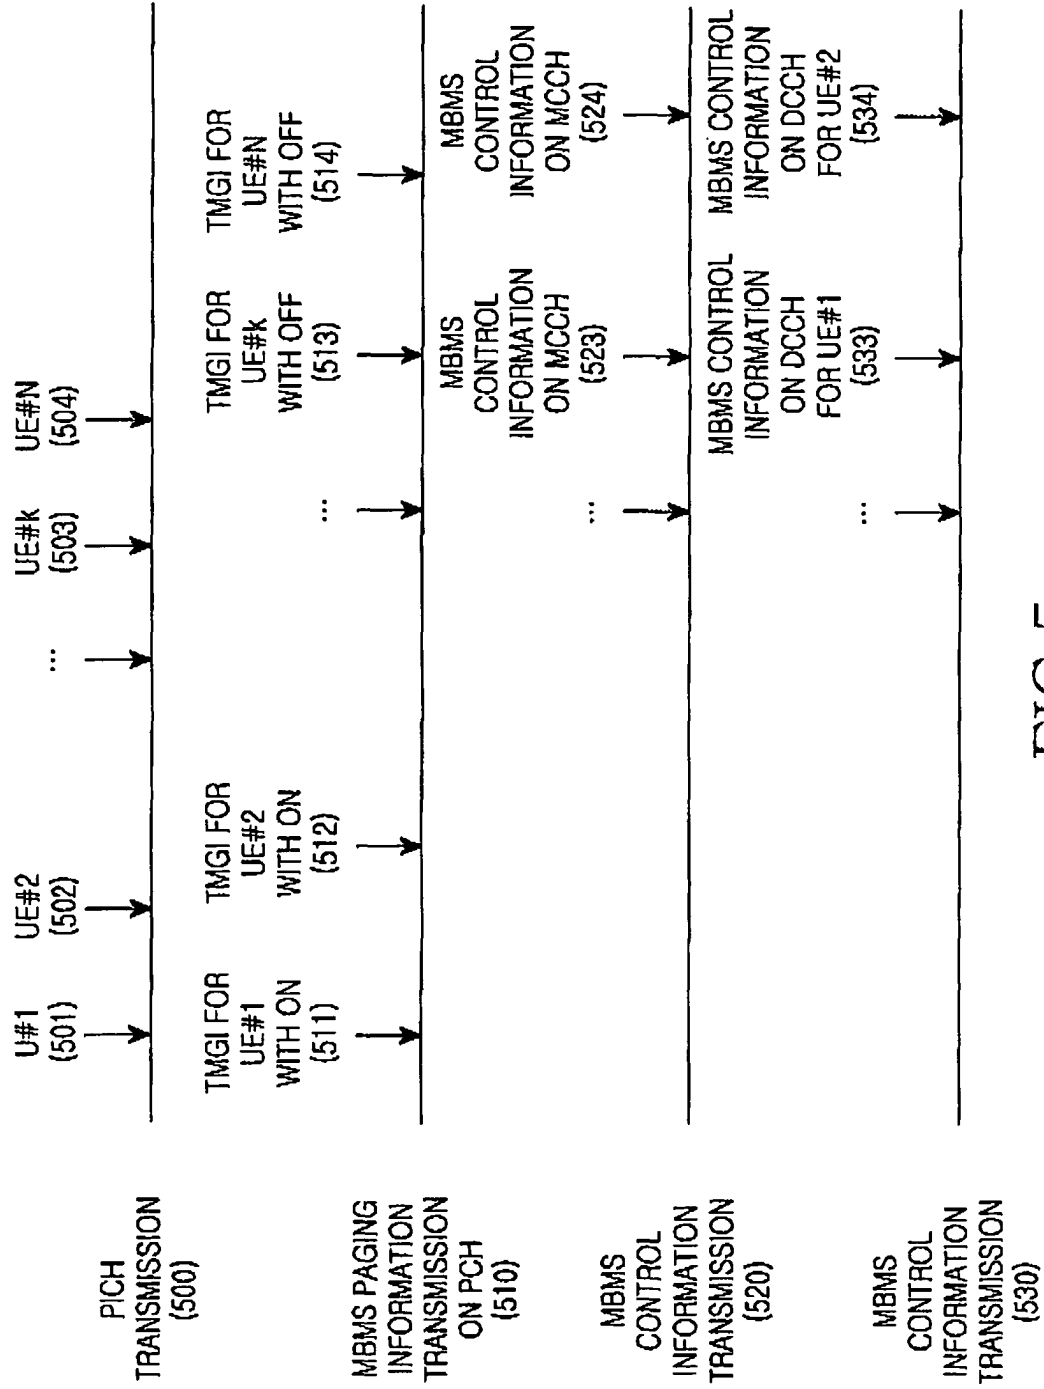 PICH
TRANSMISSION
(500)
U#1
(501)
UE#2
(502)
...
UE#k
(503)
UE#N
(504)
MBMS PAGING
INFORMATION
TRANSMISSION
ON PCH
(510)
TMGI FOR
UE#1
WITH ON
(511)
TMGI FOR
UE#2
WITH ON
(512)
...
TMGI FOR
UE#k
WITH OFF
(513)
TMGI FOR
UE#N
WITH OFF
(514)
MBMS
CONTROL
INFORMATION
TRANSMISSION
(520)
...
MBMS
CONTROL
INFORMATION
ON MCCH
(523)
MBMS
CONTROL
INFORMATION
ON MCCH
(524)
MBMS
CONTROL
INFORMATION
TRANSMISSION
(530)
...
MBMS CONTROL
INFORMATION
ON DCCH
FOR UE#1
(533)
MBMS CONTROL
INFORMATION
ON DCCH
FOR UE#2
(534)